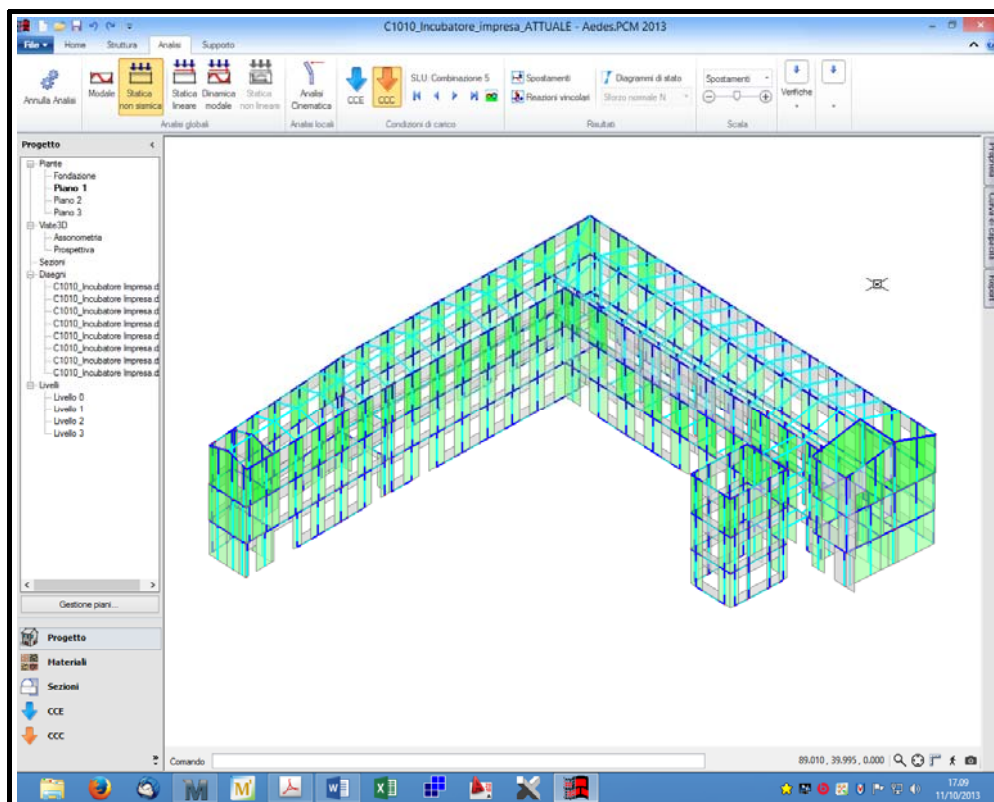 C1010_Incubatore_impresa_ATTUALE - Aedes.PCM 2013
File Home Struttura Analisi Supporto
Annulla Analisi
Modale
Statica non sismica
Statica lineare
Dinamica modale
Statica non lineare
Analisi Cinematica
CCE
CCC
SLU: Combinazione 5
Spostamenti
Reazioni vincolari
Diagrammi di stato
Sforzo normale N
Spostamenti
Verifiche
Analisi globali
Analisi locali
Condizioni di carico
Risultati
Scala
Progetto
Piante
Fondazione
Piano 1
Piano 2
Piano 3
Viste3D
Assonometria
Prospettiva
Sezioni
Disegni
C1010_Incubatore Impresa.d
C1010_Incubatore Impresa.d
C1010_Incubatore Impresa.d
C1010_Incubatore Impresa.d
C1010_Incubatore Impresa.d
C1010_Incubatore Impresa.d
C1010_Incubatore Impresa.d
C1010_Incubatore Impresa.d
Livelli
Livello 0
Livello 1
Livello 2
Livello 3
Gestione piani...
Progetto
Materiali
Sezioni
CCE
CCC
Proprietà
Curva di capacità
Report
Comando
89.010 , 39.995 , 0.000
17.09
11/10/2013